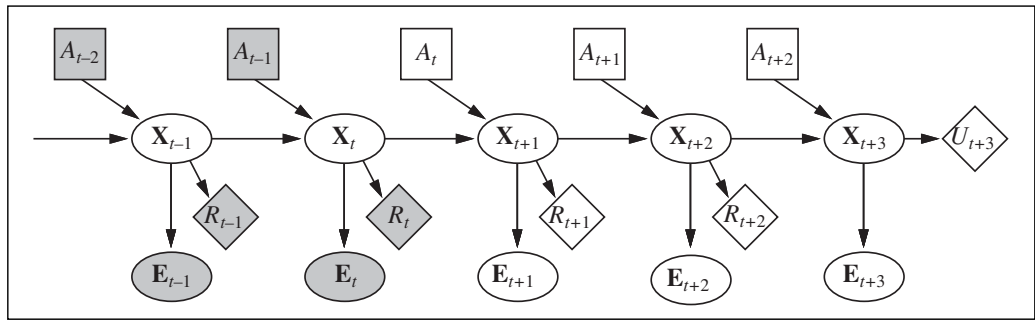 A_{t–2} A_{t–1} A_t A_{t+1} A_{t+2}
X_{t–1} X_t X_{t+1} X_{t+2} X_{t+3} U_{t+3}
R_{t–1} R_t R_{t+1} R_{t+2}
E_{t–1} E_t E_{t+1} E_{t+2} E_{t+3}